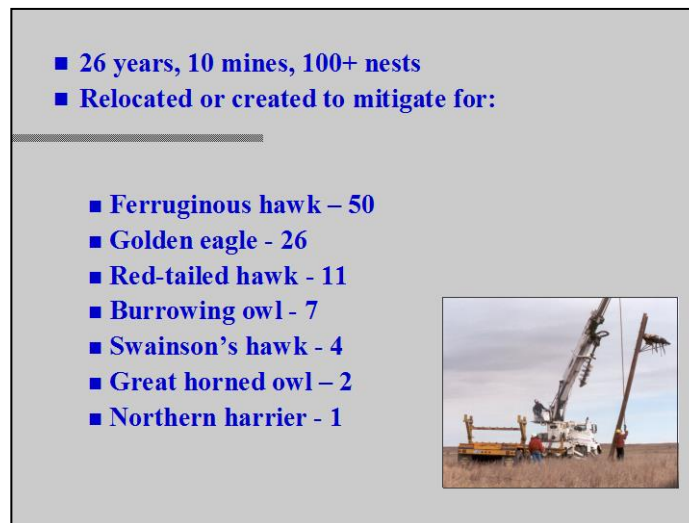 26 years, 10 mines, 100+ nests
Relocated or created to mitigate for:
Ferruginous hawk – 50
Golden eagle - 26
Red-tailed hawk - 11
Burrowing owl - 7
Swainson's hawk - 4
Great horned owl – 2
Northern harrier - 1